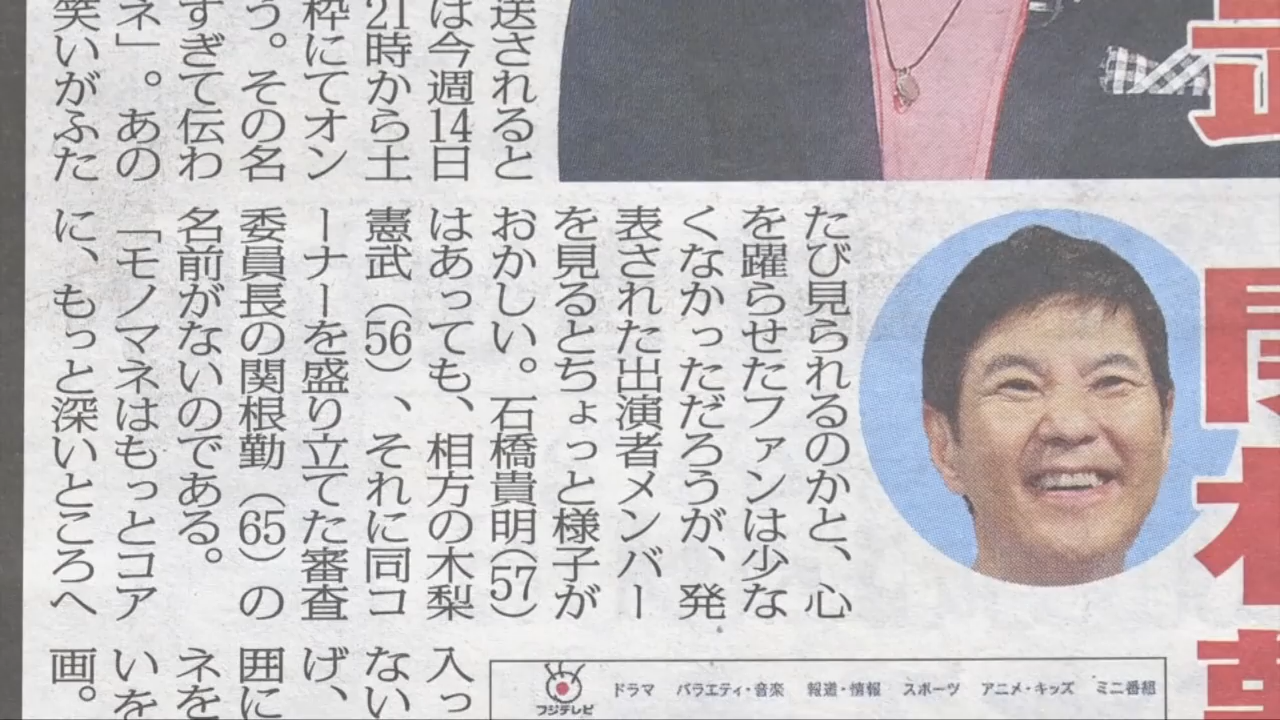 送されると
は今週14日
21時から土
枠にてオン
う。その名
すぎて伝わ
ネ」。あの
笑いがふた
たび見られるのかと、心
を躍らせたファンは少な
くなかっただろうが、発
表された出演者メンバー
を見るとちょっと様子が
おかしい。石橋貴明(57)
はあっても、相方の木梨
憲武(56)、それに同コ
ーナーを盛り立てた審査
委員長の関根勤(65)の
名前がないのである。
「モノマネはもっとコア
に、もっと深いところへ
入っ
ない
げ、
囲に
ネを
いを
画。
フジテレビ
ドラマ バラエティ・音楽 報道・情報 スポーツ アニメ・キッズ ミニ番組